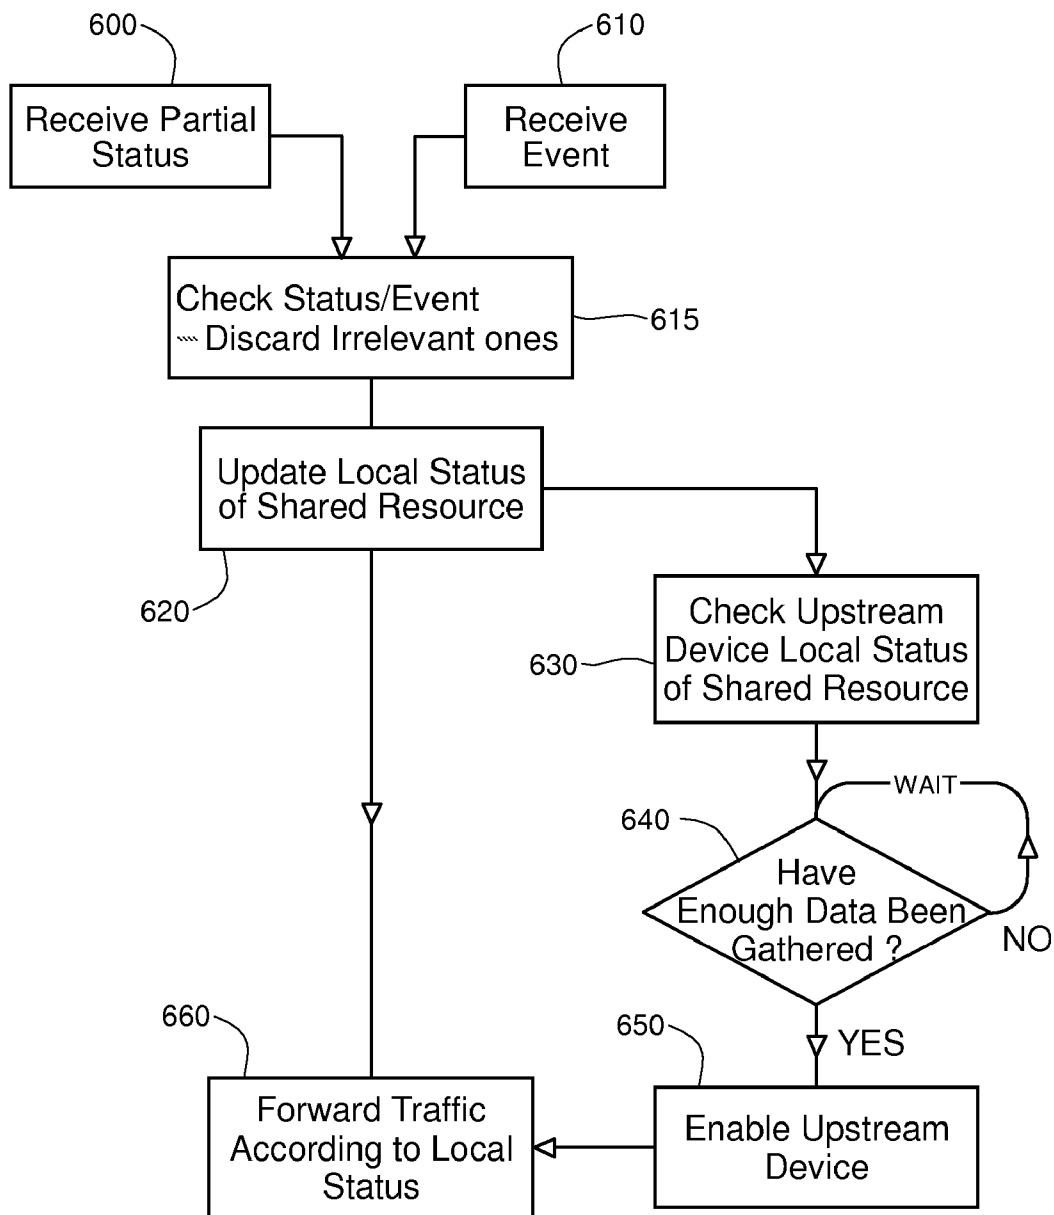 600
610
Receive Partial
Status
Receive
Event
Check Status/Event
Discard Irrelevant ones
615
Update Local Status
of Shared Resource
620
Check Upstream
Device Local Status
of Shared Resource
630
WAIT
640
Have
Enough Data Been
Gathered ?
NO
YES
660
650
Forward Traffic
According to Local
Status
Enable Upstream
Device